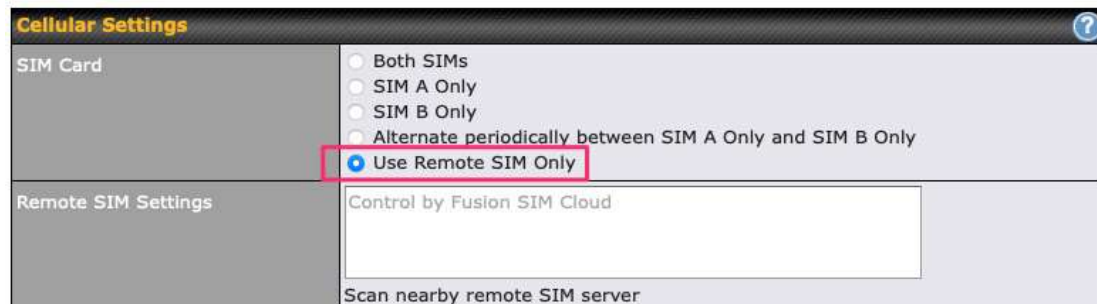 Cellular Settings
?
SIM Card
Both SIMs
SIM A Only
SIM B Only
Alternate periodically between SIM A Only and SIM B Only
Use Remote SIM Only
Remote SIM Settings
Control by Fusion SIM Cloud
Scan nearby remote SIM server